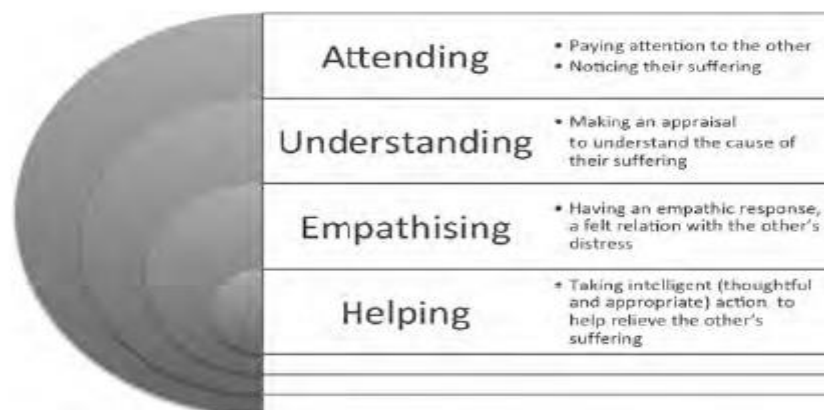 Attending
• Paying attention to the other
• Noticing their suffering
Understanding
• Making an appraisal
to understand the cause of
their suffering
Empathising
• Having an empathic response,
a felt relation with the other's
distress
Helping
• Taking intelligent (thoughtful
and appropriate) action to
help relieve the other's
suffering